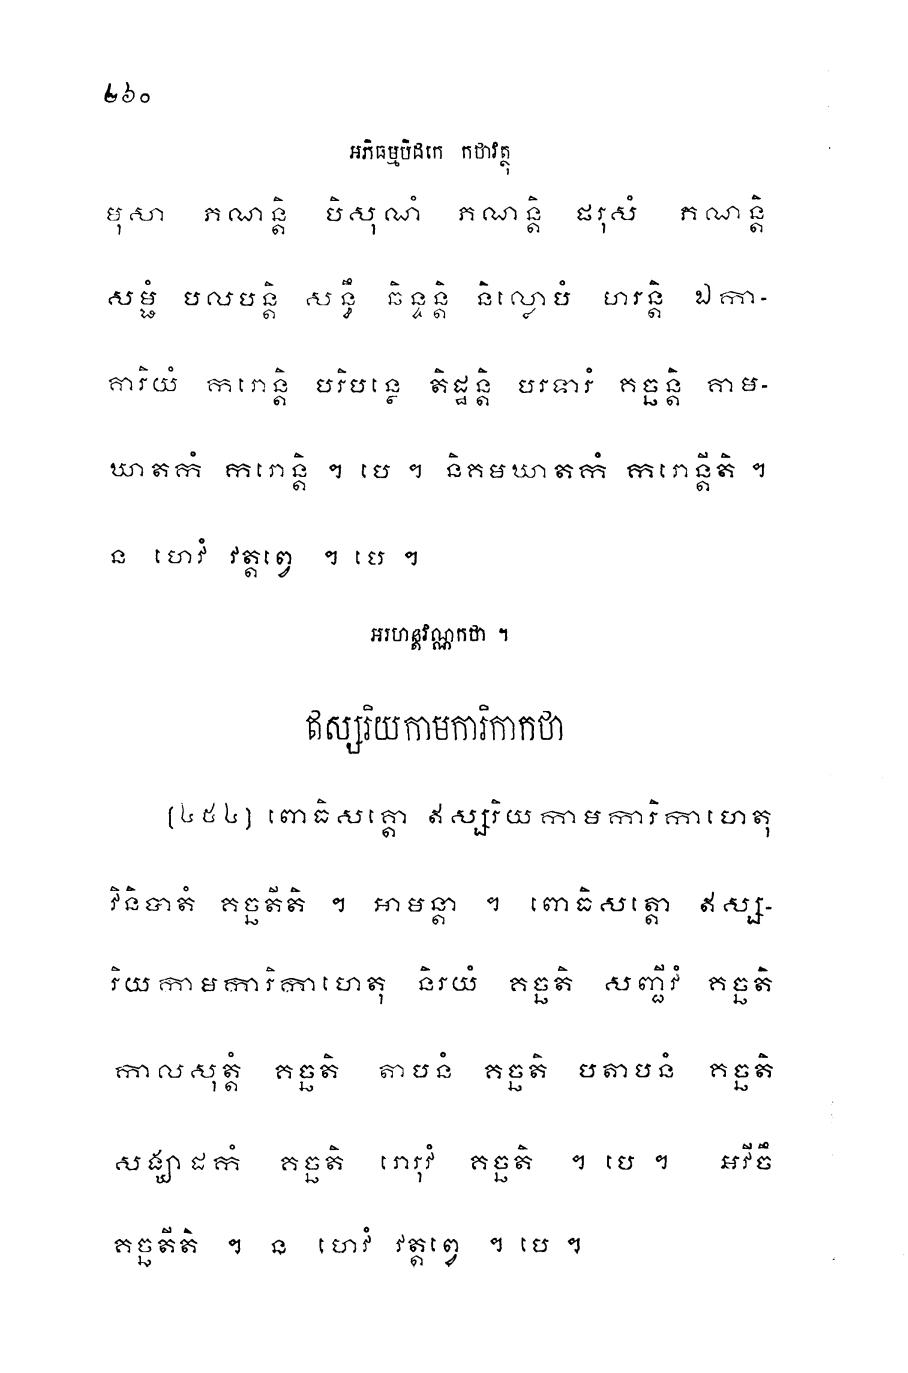 ២៦០
អភិធម្មបិដកេ កថាវត្ថុ
មុសា ភណន្តិ បិសុណំ ភណន្តិ ផរុសំ ភណន្តិ
សម្ផំ បលបន្តិ សន្ធឹ ឆិន្ទន្តិ និល្លោបំ ហរន្តិ ឯកា-
គារិយំ ករោន្តិ បរិបន្ថេ តិដ្ឋន្តិ បរទារំ គច្ឆន្តិ គាម-
ឃាតកំ ករោន្តិ ។ បេ ។ និគមឃាតកំ ករោន្តីតិ ។
ន ហេវំ វត្តព្វេ ។ បេ ។
អរហន្តវណ្ណកថា ។
ឥស្សរិយកាមការិកាកថា
(៤៥៤) ពោធិសត្តោ ឥស្សរិយកាមការិកាហេតុ
វិនិបាតំ គច្ឆតីតិ ។ អាមន្តា ។ ពោធិសត្តោ ឥស្ស-
រិយកាមការិកាហេតុ និរយំ គច្ឆតិ សញ្ជីវំ គច្ឆតិ
កាលសុត្តំ គច្ឆតិ តាបនំ គច្ឆតិ បតាបនំ គច្ឆតិ
សង្ឃាដកំ គច្ឆតិ រោរុវំ គច្ឆតិ ។ បេ ។ អវីចឹ
គច្ឆតីតិ ។ ន ហេវំ វត្តព្វេ ។ បេ ។